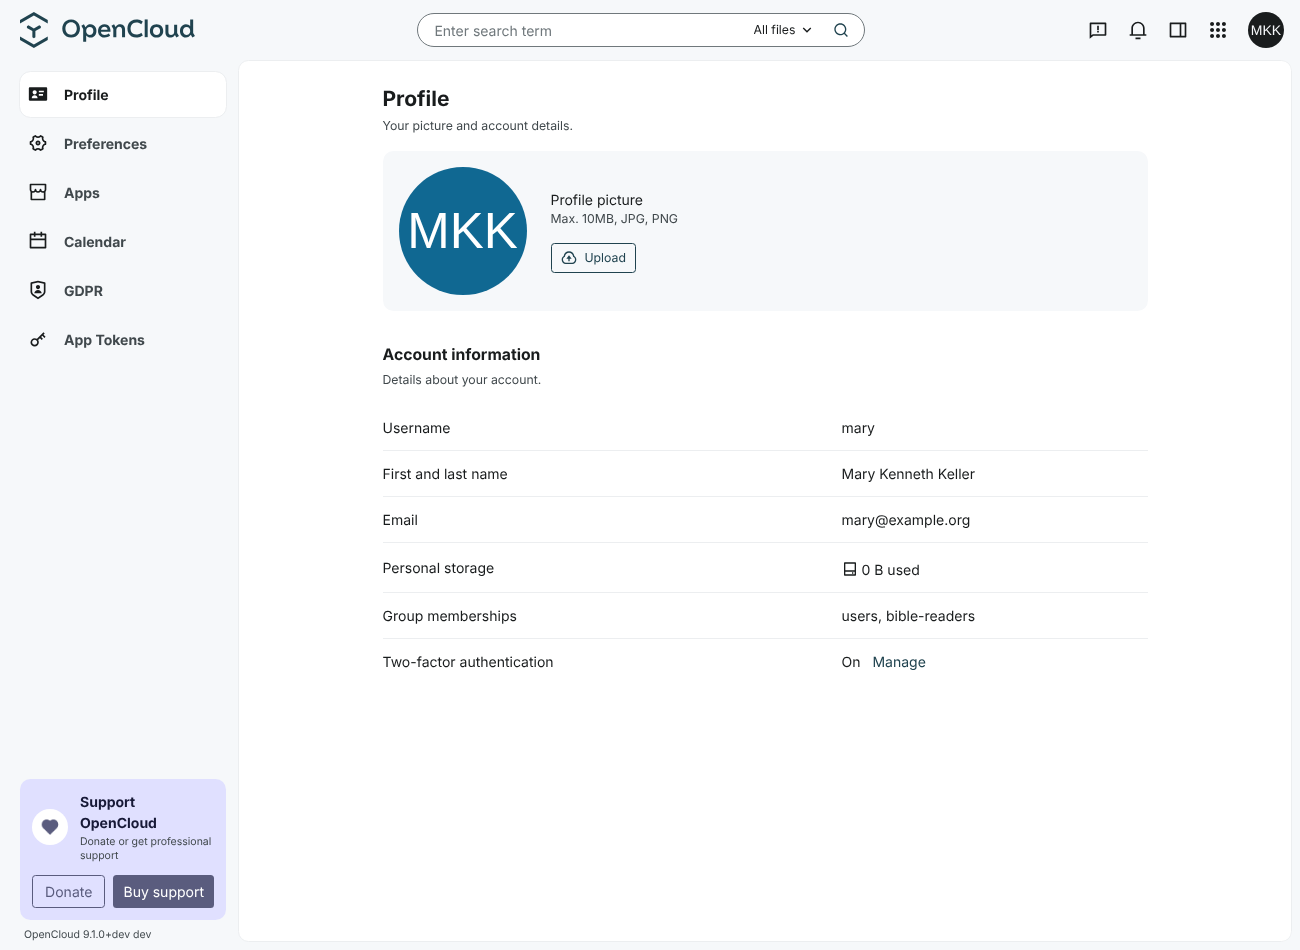 OpenCloud
Enter search term
All files
MKK
Profile
Preferences
Apps
Calendar
GDPR
App Tokens
Profile
Your picture and account details.
MKK
Profile picture
Max. 10MB, JPG, PNG
Upload
Account information
Details about your account.
Username mary
First and last name Mary Kenneth Keller
Email mary@example.org
Personal storage 0 B used
Group memberships users, bible-readers
Two-factor authentication On Manage
Support
OpenCloud
Donate or get professional
support
Donate Buy support
OpenCloud 9.1.0+dev dev